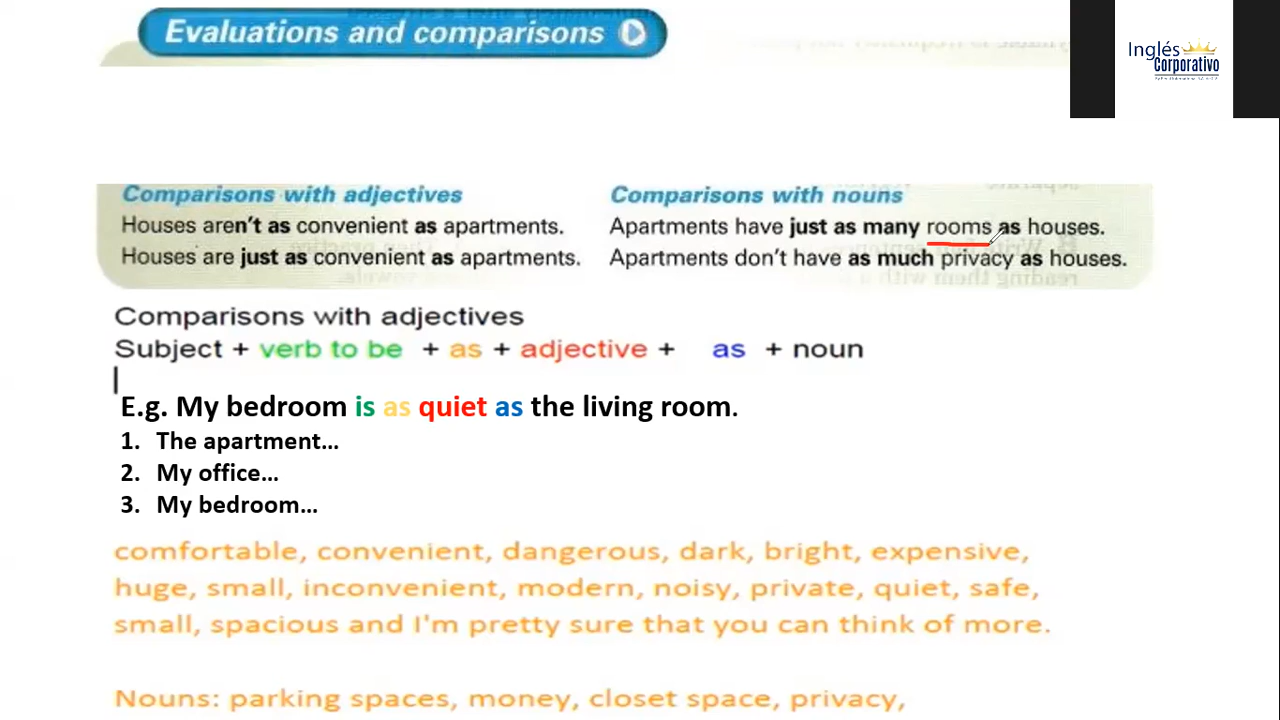 Evaluations and comparisons
Inglés
Corporativo
Comparisons with adjectives
Houses aren't as convenient as apartments.
Houses are just as convenient as apartments.
Comparisons with nouns
Apartments have just as many rooms as houses.
Apartments don't have as much privacy as houses.
Comparisons with adjectives
Subject + verb to be + as + adjective + as + noun
E.g. My bedroom is as quiet as the living room.
1. The apartment...
2. My office...
3. My bedroom...
comfortable, convenient, dangerous, dark, bright, expensive,
huge, small, inconvenient, modern, noisy, private, quiet, safe,
small, spacious and I'm pretty sure that you can think of more.
Nouns: parking spaces, money, closet space, privacy,